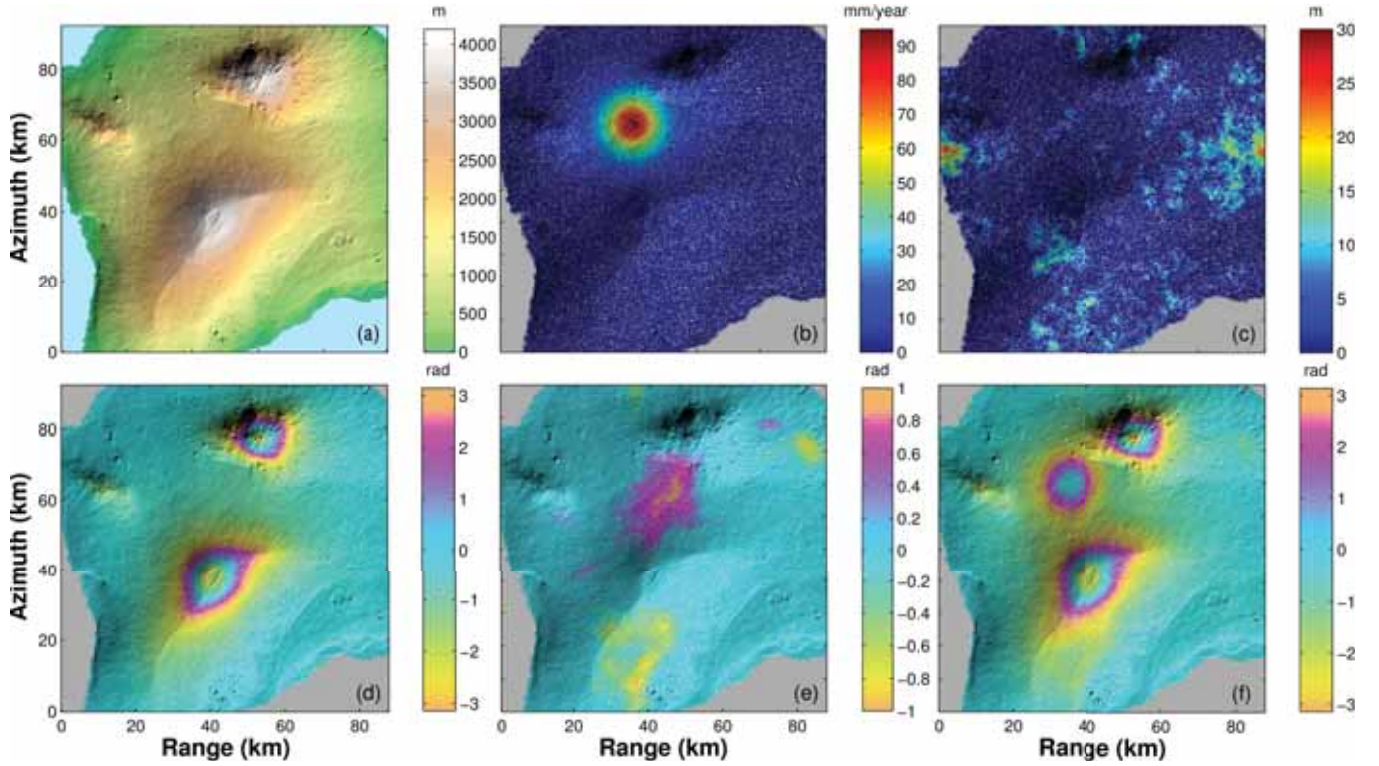 m mm/year m
4000 90 30
80 3500 80 25
3000 70
60 2500 60 20
50
40 2000 40 15
1500 30 10
20 1000 20 5
500 10
0 (a) 0 (b) 0 (c) 0
Azimuth (km)
rad rad rad
3 1 3
80 2 0.8 2
0.6
60 1 0.4 1
0.2
40 0 0 0
-0.2
-1 -0.4 -1
20 -0.6
-2 -0.8 -2
0 (d) -3 (e) -1 (f) -3
Azimuth (km)
0 20 40 60 80 0 20 40 60 80 0 20 40 60 80
Range (km) Range (km) Range (km)